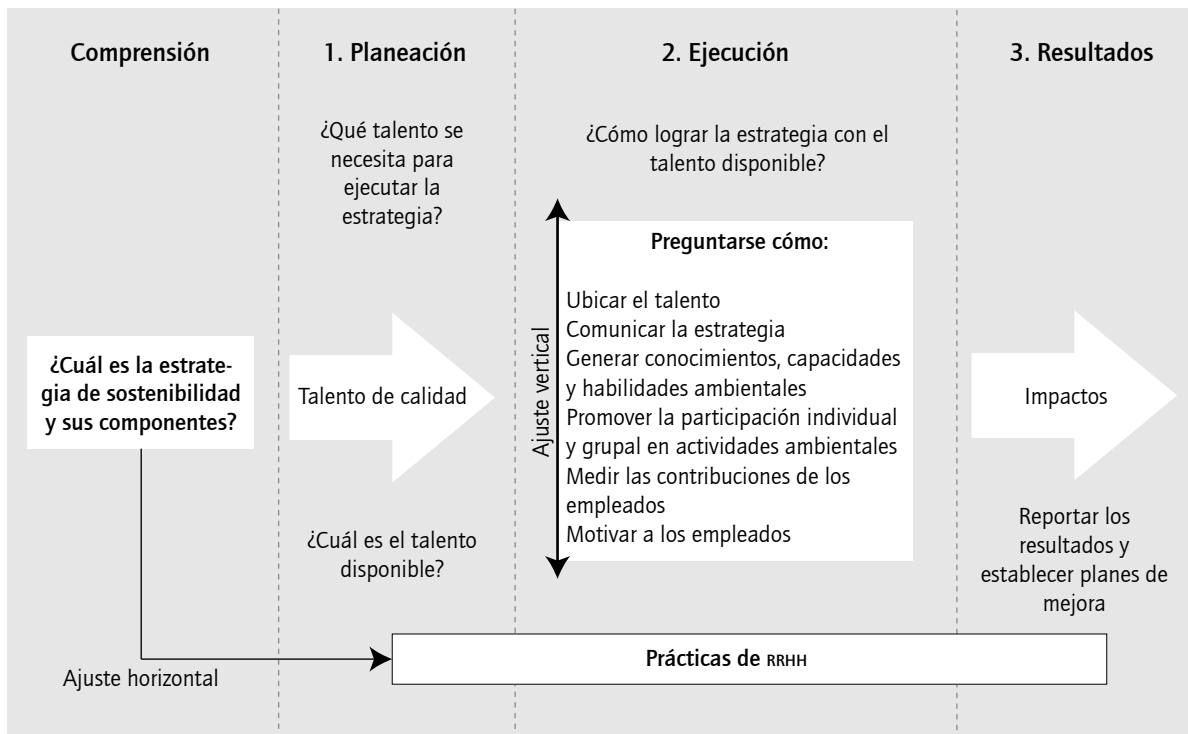 Comprensión
¿Cuál es la estrate-
gia de sostenibilidad
y sus componentes?
Ajuste horizontal
1. Planeación
¿Qué talento se
necesita para
ejecutar la
estrategia?
Talento de calidad
¿Cuál es el talento
disponible?
2. Ejecución
¿Cómo lograr la estrategia con el
talento disponible?
Ajuste vertical
Preguntarse cómo:
Ubicar el talento
Comunicar la estrategia
Generar conocimientos, capacidades
y habilidades ambientales
Promover la participación individual
y grupal en actividades ambientales
Medir las contribuciones de los
empleados
Motivar a los empleados
3. Resultados
Impactos
Reportar los
resultados y
establecer planes de
mejora
Prácticas de RRHH